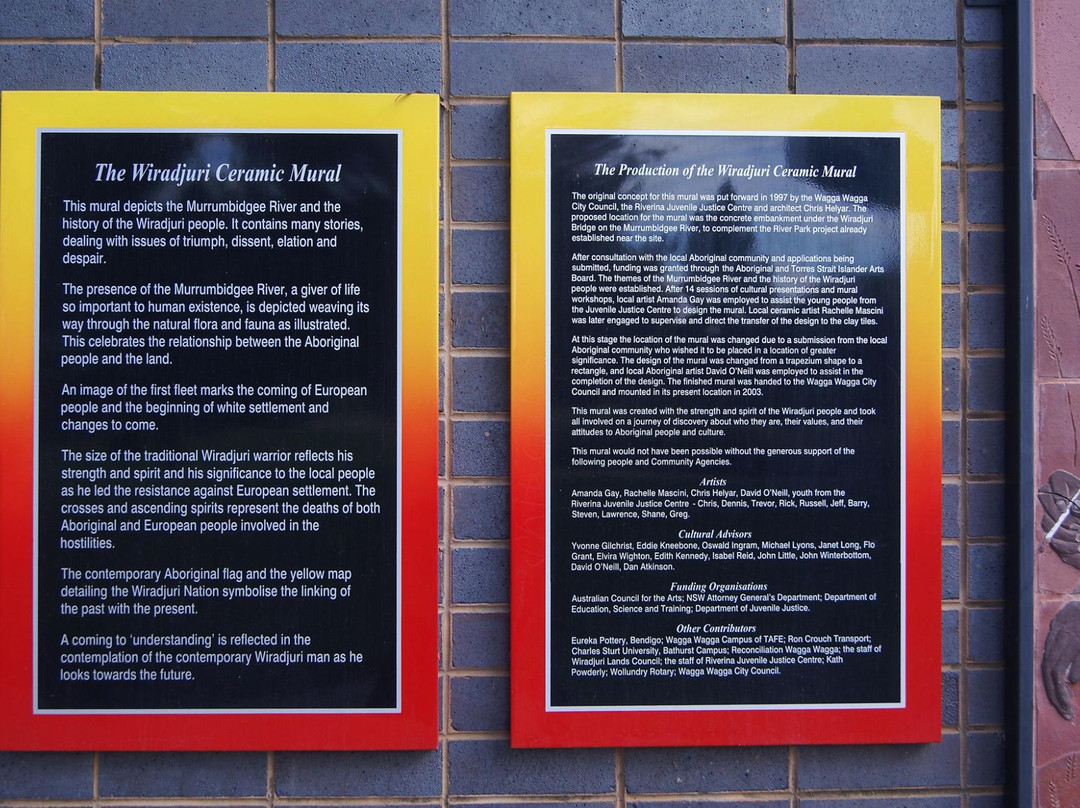 The Wiradjuri Ceramic Mural
This mural depicts the Murrumbidgee River and the
history of the Wiradjuri people. It contains many stories,
dealing with issues of triumph, dissent, elation and
despair.
The presence of the Murrumbidgee River, a giver of life
so important to human existence, is depicted weaving its
way through the natural flora and fauna as illustrated.
This celebrates the relationship between the Aboriginal
people and the land.
An image of the first fleet marks the coming of European
people and the beginning of white settlement and
changes to come.
The size of the traditional Wiradjuri warrior reflects his
strength and spirit and his significance to the local people
as he led the resistance against European settlement. The
crosses and ascending spirits represent the deaths of both
Aboriginal and European people involved in the
hostilities.
The contemporary Aboriginal flag and the yellow map
detailing the Wiradjuri Nation symbolise the linking of
the past with the present.
A coming to ‘understanding’ is reflected in the
contemplation of the contemporary Wiradjuri man as he
looks towards the future.
The Production of the Wiradjuri Ceramic Mural
The original concept for this mural was put forward in 1997 by the Wagga Wagga
City Council, the Riverina Juvenile Justice Centre and architect Chris Helyar. The
proposed location for the mural was the concrete embankment under the Wiradjuri
Bridge on the Murrumbidgee River, to complement the River Park project already
established near the site.
After consultation with the local Aboriginal community and applications being
submitted, funding was granted through the Aboriginal and Torres Strait Islander Arts
Board. The themes of the Murrumbidgee River and the history of the Wiradjuri
people were established. After 14 sessions of cultural presentations and mural
workshops, local artist Amanda Gay was employed to assist the young people from
the Juvenile Justice Centre to design the mural. Local ceramic artist Rachelle Mascini
was later engaged to supervise and direct the transfer of the design to the clay tiles.
At this stage the location of the mural was changed due to a submission from the local
Aboriginal community who wished it to be placed in a location of greater
significance. The design of the mural was changed from a trapezium shape to a
rectangle, and local Aboriginal artist David O'Neill was employed to assist in the
completion of the design. The finished mural was handed to the Wagga Wagga City
Council and mounted in its present location in 2003.
This mural was created with the strength and spirit of the Wiradjuri people and took
all involved on a journey of discovery about who they are, their values, and their
attitudes to Aboriginal people and culture.
This mural would not have been possible without the generous support of the
following people and Community Agencies.
Artists
Amanda Gay, Rachelle Mascini, Chris Helyar, David O'Neill, youth from the
Riverina Juvenile Justice Centre - Chris, Dennis, Trevor, Rick, Russell, Jeff, Barry,
Steven, Lawrence, Shane, Greg.
Cultural Advisors
Yvonne Gilchrist, Eddie Kneebone, Oswald Ingram, Michael Lyons, Janet Long, Flo
Grant, Elvira Wighton, Edith Kennedy, Isabel Reid, John Little, John Winterbottom,
David O'Neill, Dan Atkinson.
Funding Organisations
Australian Council for the Arts; NSW Attorney General's Department; Department of
Education, Science and Training; Department of Juvenile Justice.
Other Contributors
Eureka Pottery, Bendigo; Wagga Wagga Campus of TAFE; Ron Crouch Transport;
Charles Sturt University, Bathurst Campus; Reconciliation Wagga Wagga; the staff of
Wiradjuri Lands Council; the staff of Riverina Juvenile Justice Centre; Kath
Powderly; Wollundry Rotary; Wagga Wagga City Council.